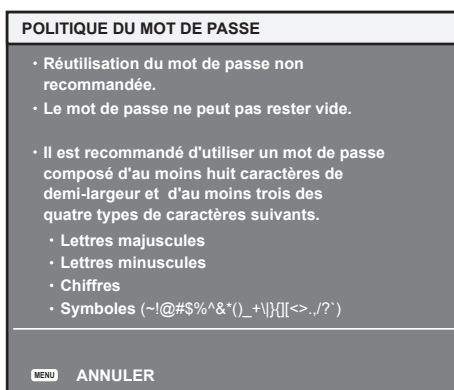 POLITIQUE DU MOT DE PASSE
・Réutilisation du mot de passe non
recommandée.
・Le mot de passe ne peut pas rester vide.
・Il est recommandé d'utiliser un mot de passe
composé d'au moins huit caractères de
demi-largeur et d'au moins trois des
quatre types de caractères suivants.
・Lettres majuscules
・Lettres minuscules
・Chiffres
・Symboles (~!@#$%^&*()_+\|}{][<>.,/?`)
MENU ANNULER